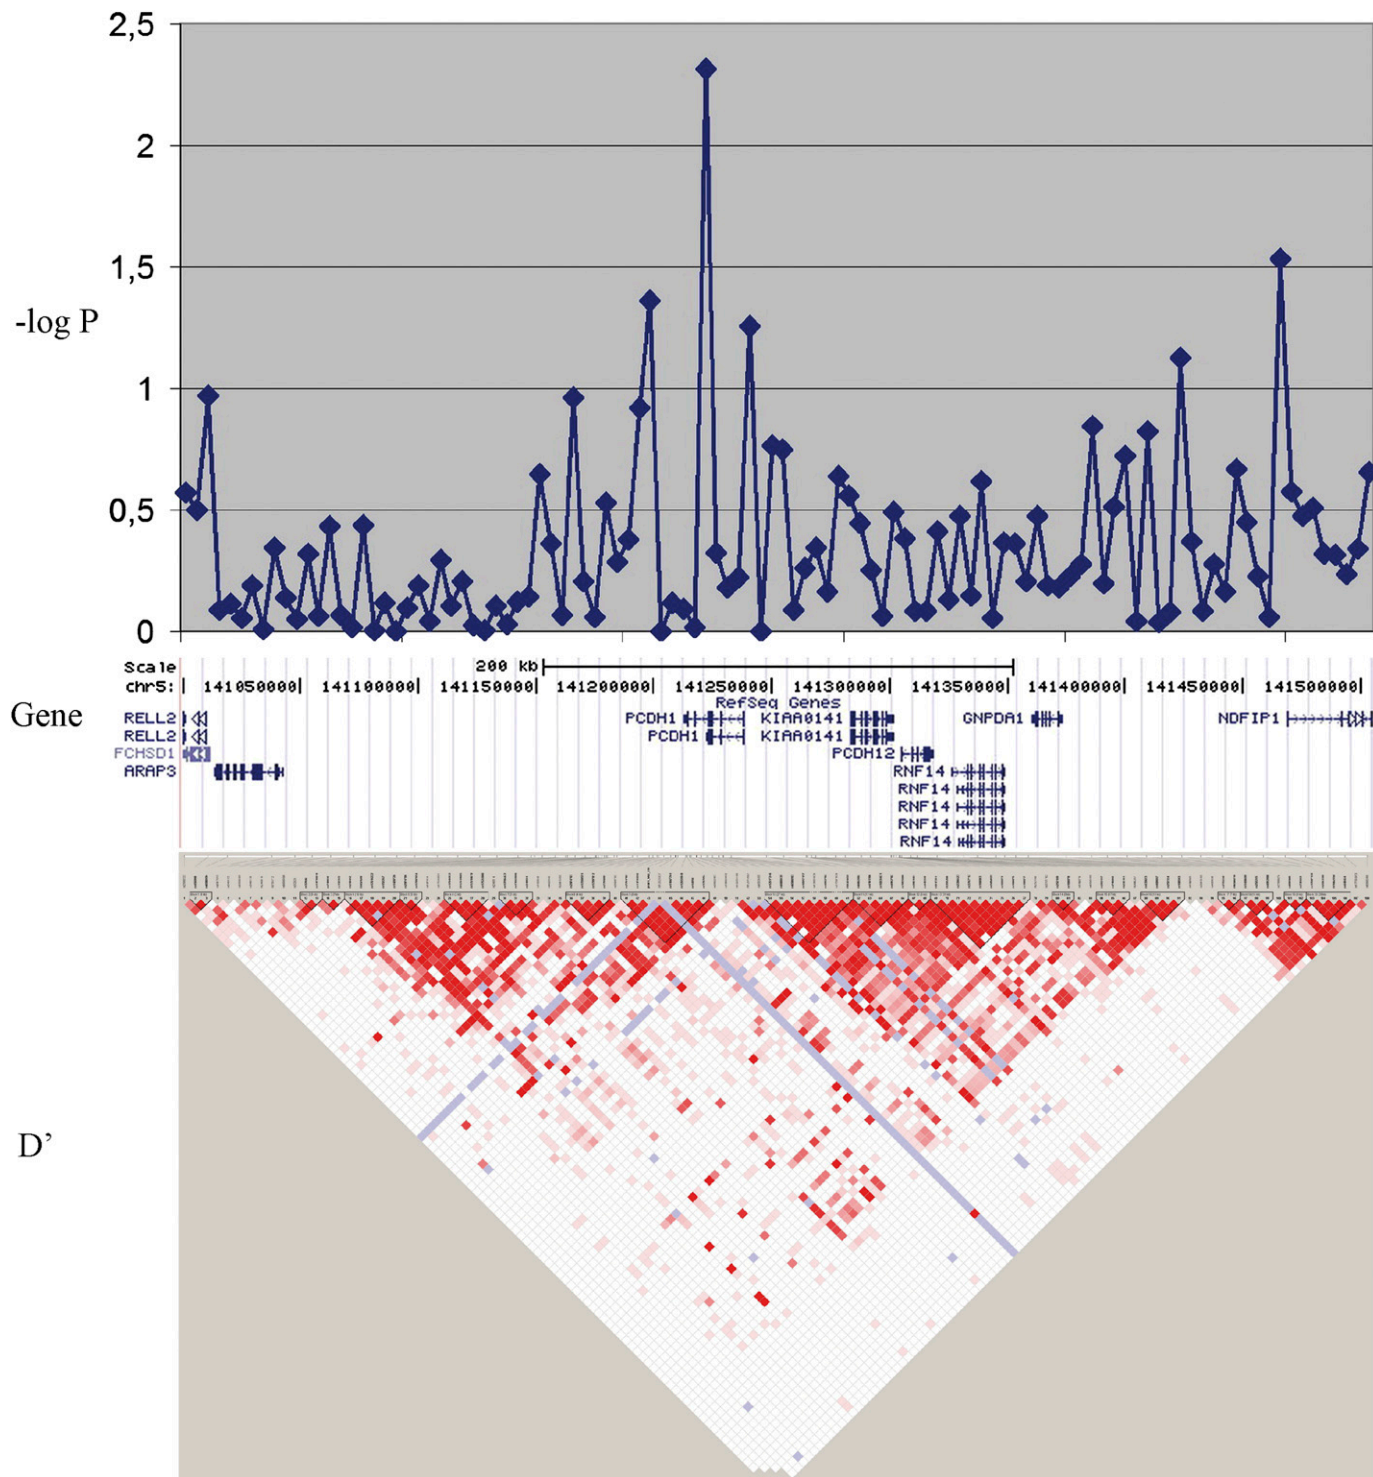 2,5
2
1,5
-log P
1
0,5
0
Scale 200 kb
chr5: 141050000 141100000 141150000 141200000 141250000 141300000 141350000 141400000 141450000 141500000
RefSeq Genes
Gene
RELL2 PCDH1 KIAA0141 GNPDA1 NDFIP1
RELL2 PCDH1 KIAA0141
FCHSD1 PCDH12
ARAP3 RNF14
RNF14
RNF14
RNF14
RNF14
D’